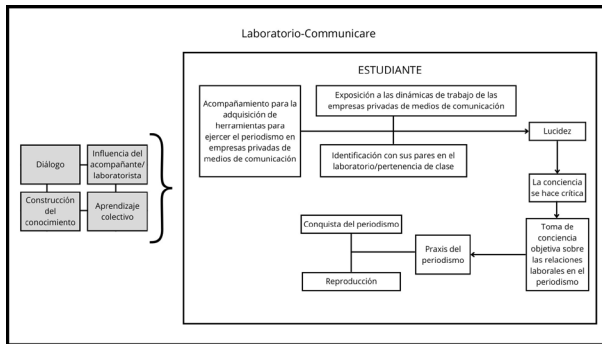 Laboratorio-Communicare
ESTUDIANTE
Diálogo
Influencia del
acompañante/
laboratorista
Construcción
del
conocimiento
Aprendizaje
colectivo
Acompañamiento para la
adquisición de
herramientas para
ejercer el periodismo en
empresas privadas de
medios de comunicación
Exposición a las dinámicas de trabajo de las
empresas privadas de medios de comunicación
Identificación con sus pares en el
laboratorio/pertenencia de clase
Lucidez
La conciencia
se hace crítica
Toma de
conciencia
objetiva sobre
las relaciones
laborales en el
periodismo
Praxis del
periodismo
Conquista del periodismo
Reproducción